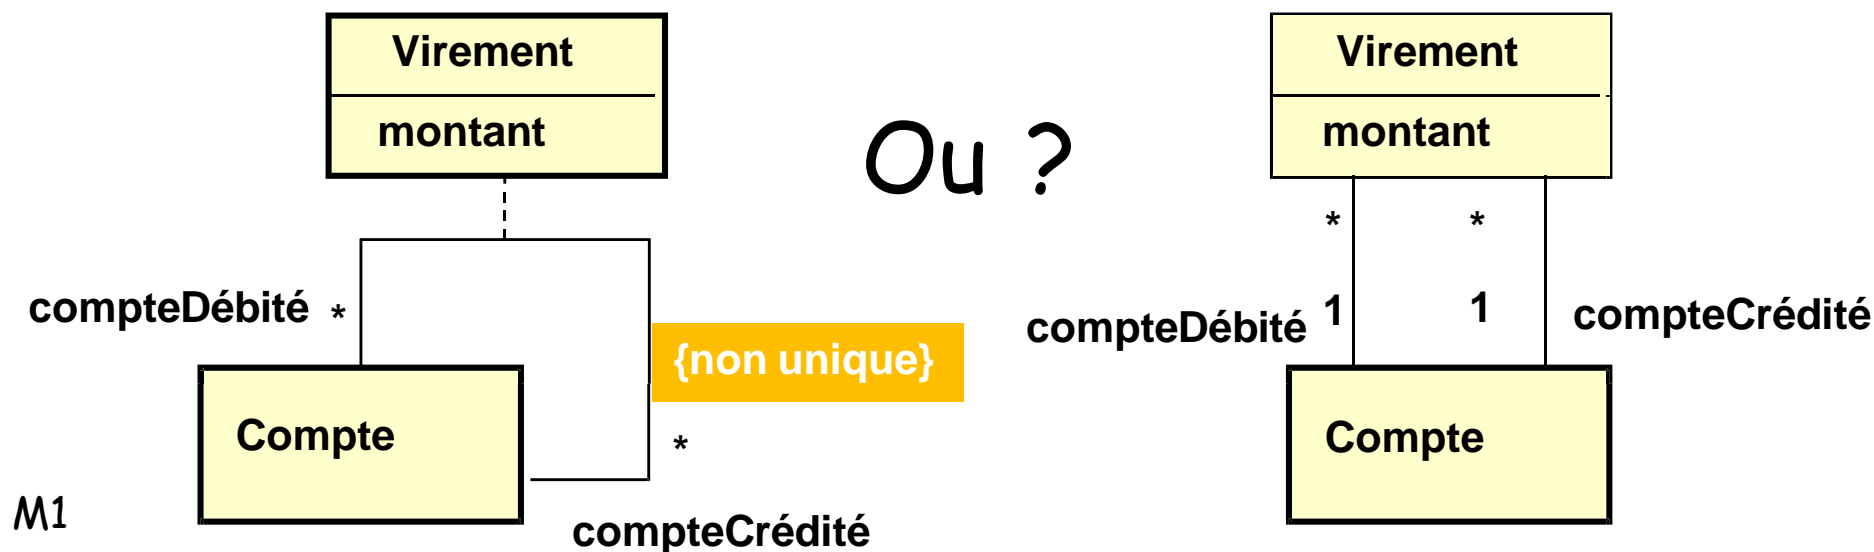 Virement
montant
compteDébité *
{non unique}
Compte
*
compteCrédité
M1
Ou ?
Virement
montant
* *
compteDébité 1 1 compteCrédité
Compte